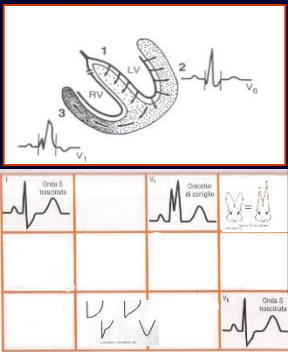 1
LV
2
RV
3
V6
V1
I
Onda S
trascinata
V1
Orecchie
di coniglio
=
V6
Onda S
trascinata